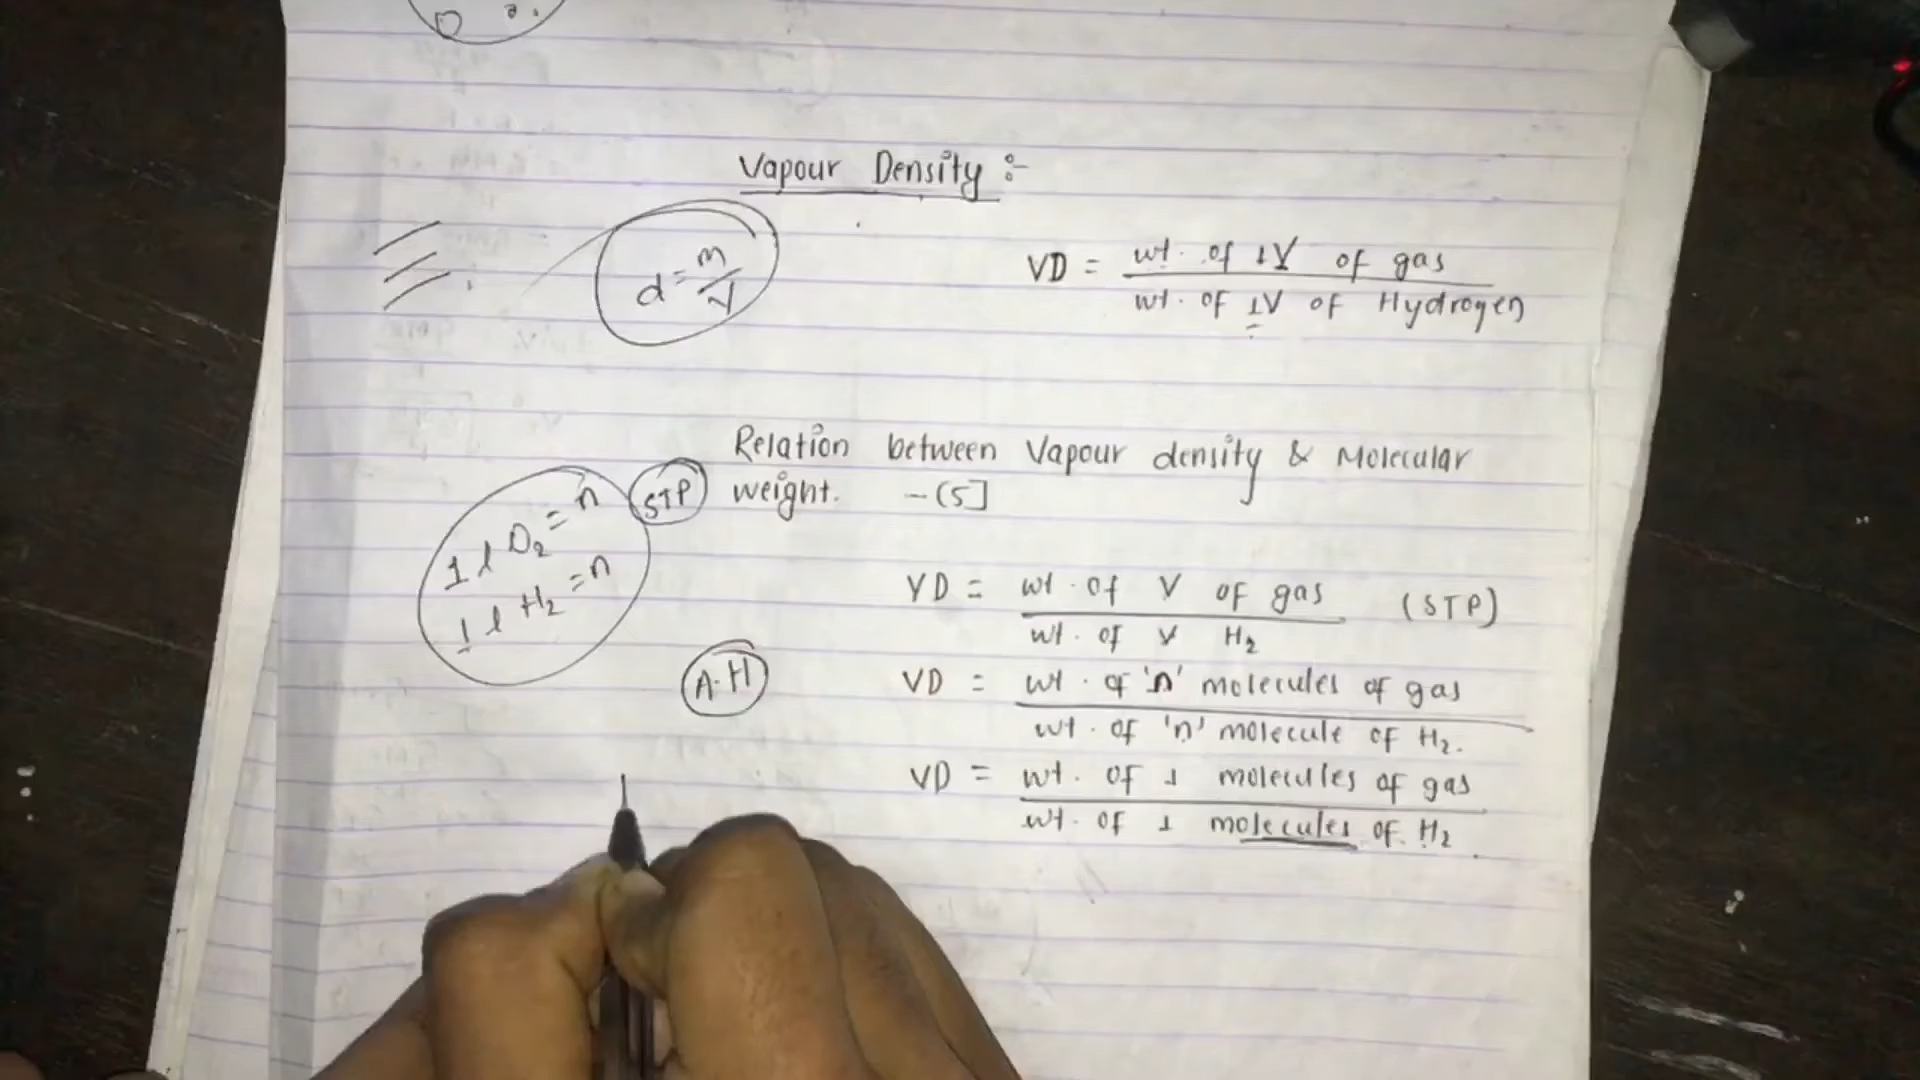 Vapour Density :-
d = m/V
VD = wt. of 1V of gas
wt. of 1V of Hydrogen
Relation between Vapour density & Molecular
weight. - (5]
STP
1 l O2 = n
1 l H2 = n
VD = wt. of V of gas (STP)
wt. of V H2
A.H
VD = wt. of 'n' molecules of gas
wt. of 'n' molecule of H2.
VD = wt. of 1 molecules of gas
wt. of 1 molecules of H2.